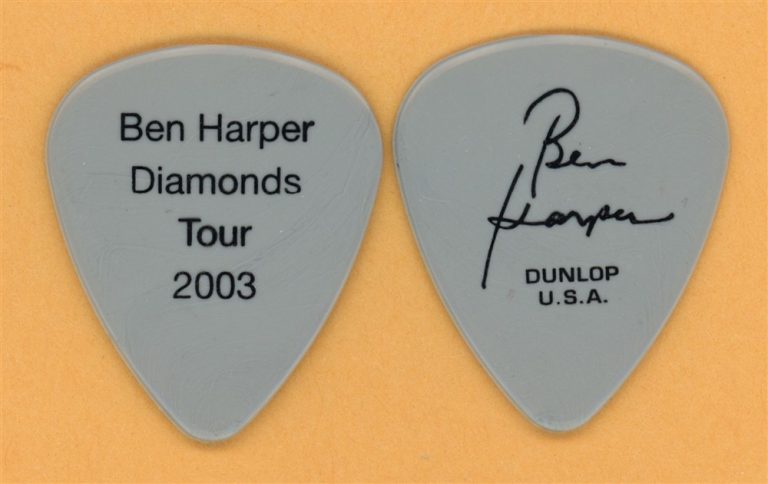 Ben Harper
Diamonds
Tour
2003
Ben
Harper
DUNLOP
U.S.A.